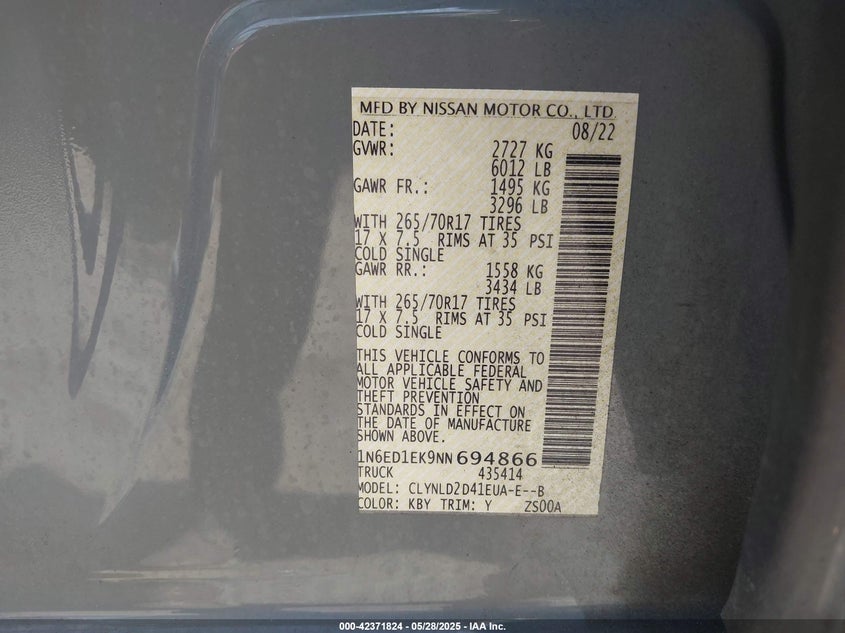 MFD BY NISSAN MOTOR CO., LTD
DATE: 08/22
GVWR: 2727 KG
6012 LB
GAWR FR.: 1495 KG
3296 LB
WITH 265/70R17 TIRES
17 X 7.5 RIMS AT 35 PSI
COLD SINGLE
GAWR RR.: 1558 KG
3434 LB
WITH 265/70R17 TIRES
17 X 7.5 RIMS AT 35 PSI
COLD SINGLE
THIS VEHICLE CONFORMS TO
ALL APPLICABLE FEDERAL
MOTOR VEHICLE SAFETY AND
THEFT PREVENTION
STANDARDS IN EFFECT ON
THE DATE OF MANUFACTURE
SHOWN ABOVE.
1N6ED1EK9NN694866
TRUCK 435414
MODEL: CLYNLD2D41EUA-E--B
COLOR: KBY TRIM: Y ZS00A
000-42371824 | 05/28/2025 - IAA Inc.